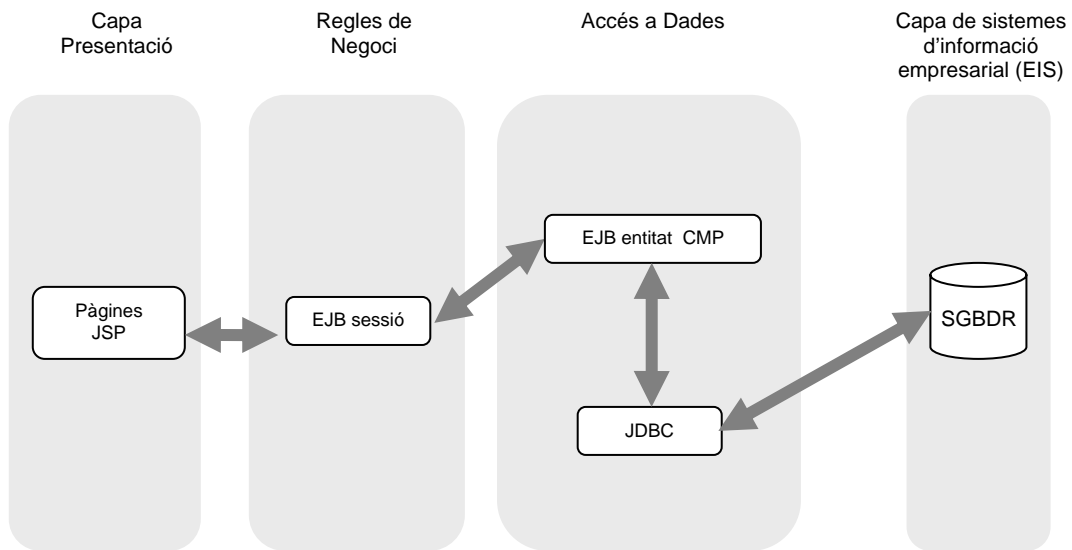 Capa
Presentació
Regles de
Negoci
Accés a Dades
Capa de sistemes
d’informació
empresarial (EIS)
EJB entitat  CMP
Pàgines
JSP
EJB sessió
SGBDR
JDBC